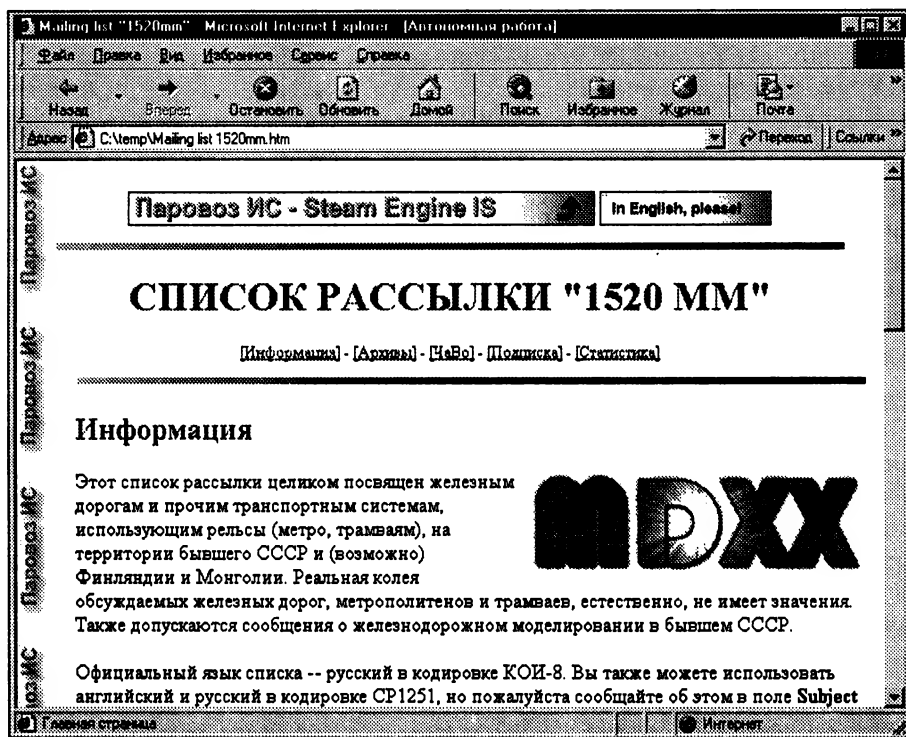 Mailing list "1520mm" - Microsoft Internet Explorer - [Автономная работа]
Файл Правка Вид Избранное Сервис Справка
Назад Вперед Остановить Обновить Домой Поиск Избранное Журнал Почта »
Адрес C:\temp\Mailing list 1520mm.htm Переход Ссылки »
Паровоз ИС - Steam Engine IS In English, please!
СПИСОК РАССЫЛКИ "1520 ММ"
[Информация] - [Архивы] - [ЧаВо] - [Подписка] - [Статистика]
Информация
Этот список рассылки целиком посвящен железным
дорогам и прочим транспортным системам,
использующим рельсы (метро, трамваям), на
территории бывшего СССР и (возможно)
Финляндии и Монголии. Реальная колея
обсуждаемых железных дорог, метрополитенов и трамваев, естественно, не имеет значения.
Также допускаются сообщения о железнодорожном моделировании в бывшем СССР.
MDXX
Официальный язык списка -- русский в кодировке КОИ-8. Вы также можете использовать
английский и русский в кодировке CP1251, но пожалуйста сообщайте об этом в поле Subject
Паровоз ИС
Паровоз ИС
Паровоз ИС
оз ИС
Главная страница Интернет